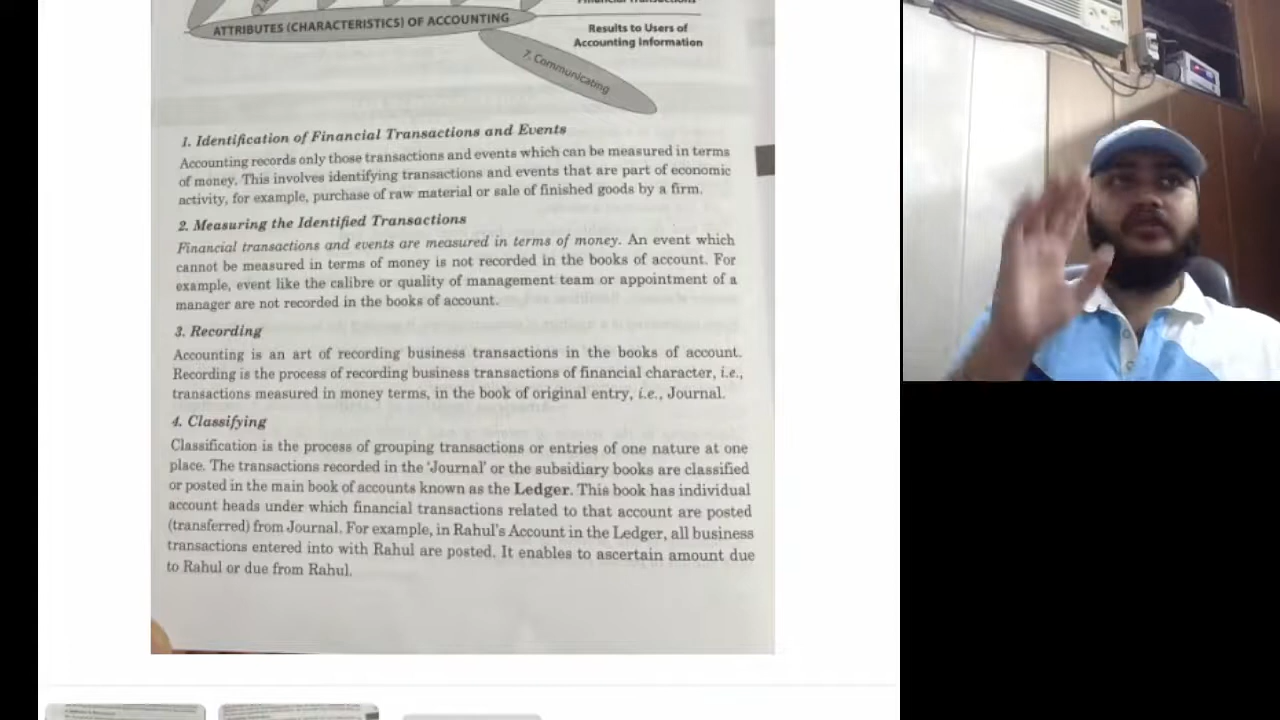 ATTRIBUTES (CHARACTERISTICS) OF ACCOUNTING
Results to Users of
Accounting Information
7. Communicating
1. Identification of Financial Transactions and Events
Accounting records only those transactions and events which can be measured in terms
of money. This involves identifying transactions and events that are part of economic
activity, for example, purchase of raw material or sale of finished goods by a firm.
2. Measuring the Identified Transactions
Financial transactions and events are measured in terms of money. An event which
cannot be measured in terms of money is not recorded in the books of account. For
example, event like the calibre or quality of management team or appointment of a
manager are not recorded in the books of account.
3. Recording
Accounting is an art of recording business transactions in the books of account.
Recording is the process of recording business transactions of financial character, i.e.,
transactions measured in money terms, in the book of original entry, i.e., Journal.
4. Classifying
Classification is the process of grouping transactions or entries of one nature at one
place. The transactions recorded in the 'Journal' or the subsidiary books are classified
or posted in the main book of accounts known as the Ledger. This book has individual
account heads under which financial transactions related to that account are posted
(transferred) from Journal. For example, in Rahul's Account in the Ledger, all business
transactions entered into with Rahul are posted. It enables to ascertain amount due
to Rahul or due from Rahul.